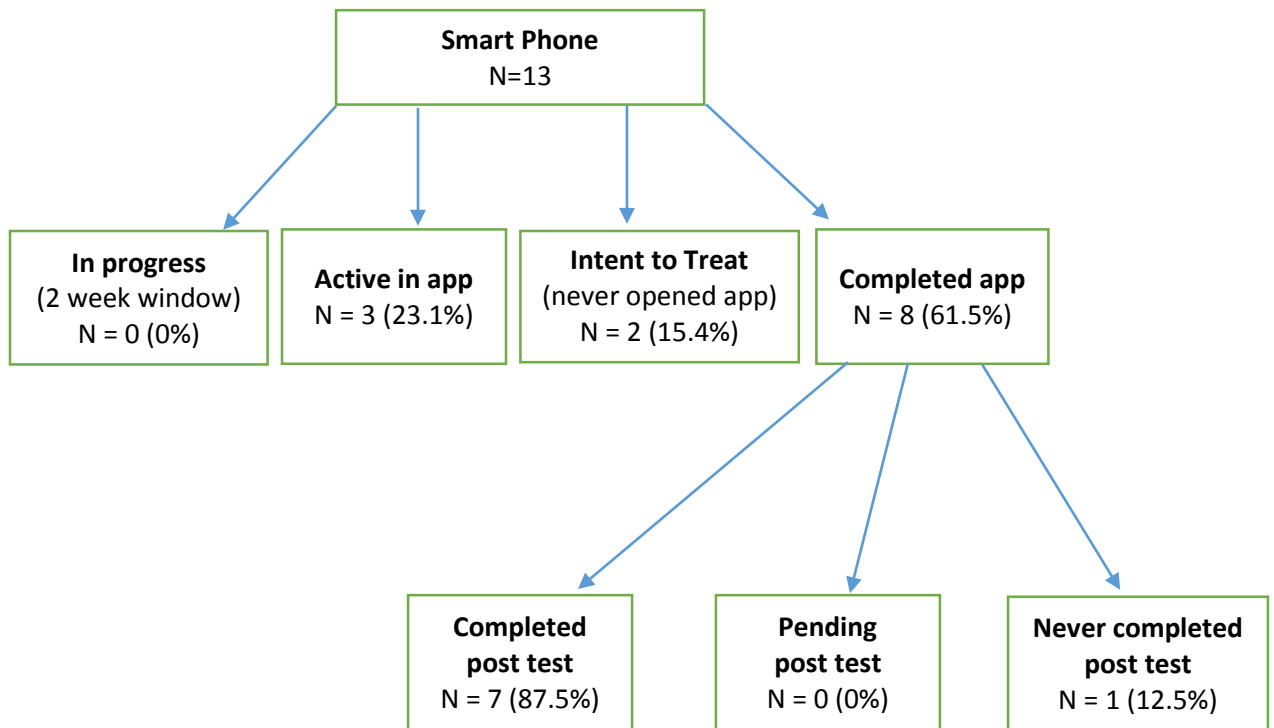 Smart Phone
N=13
In progress
(2 week window)
N = 0 (0%)
Active in app
N = 3 (23.1%)
Intent to Treat
(never opened app)
N = 2 (15.4%)
Completed app
N = 8 (61.5%)
Completed
post test
N = 7 (87.5%)
Pending
post test
N = 0 (0%)
Never completed
post test
N = 1 (12.5%)